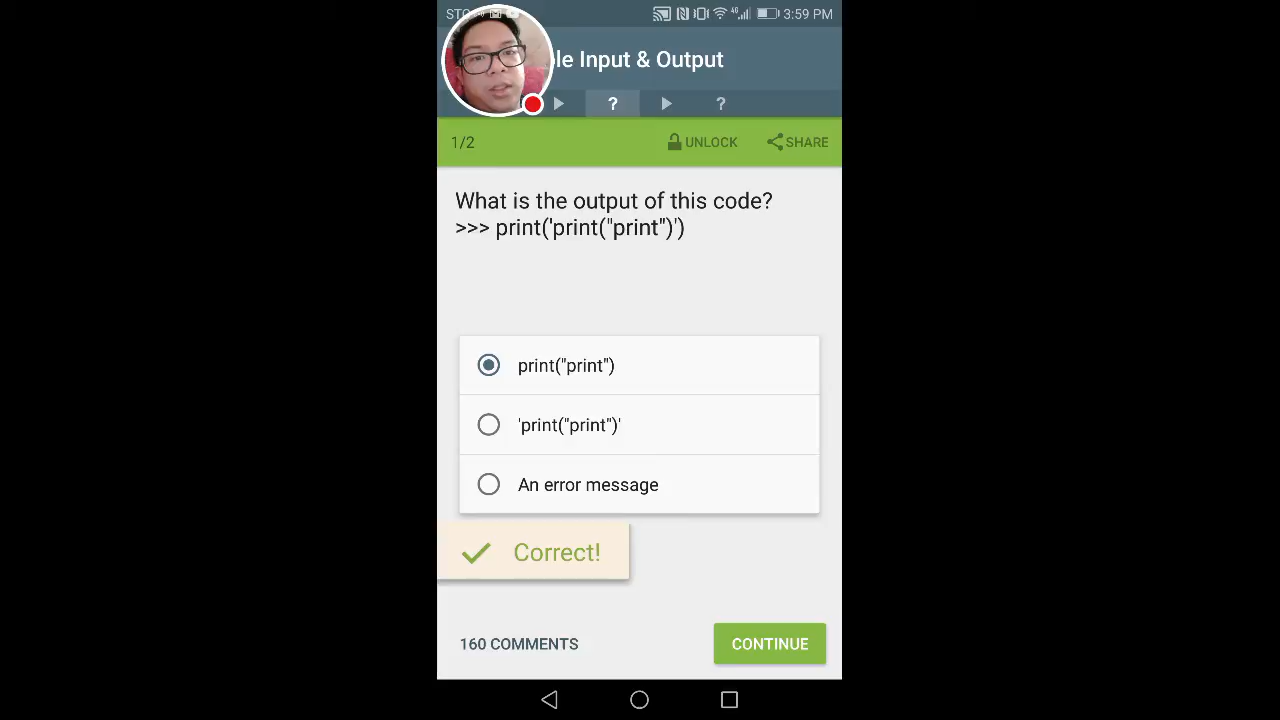 3:59 PM
le Input & Output
?
?
1/2
UNLOCK
SHARE
What is the output of this code?
>>> print('print("print")')
print("print")
'print("print")'
An error message
Correct!
160 COMMENTS
CONTINUE